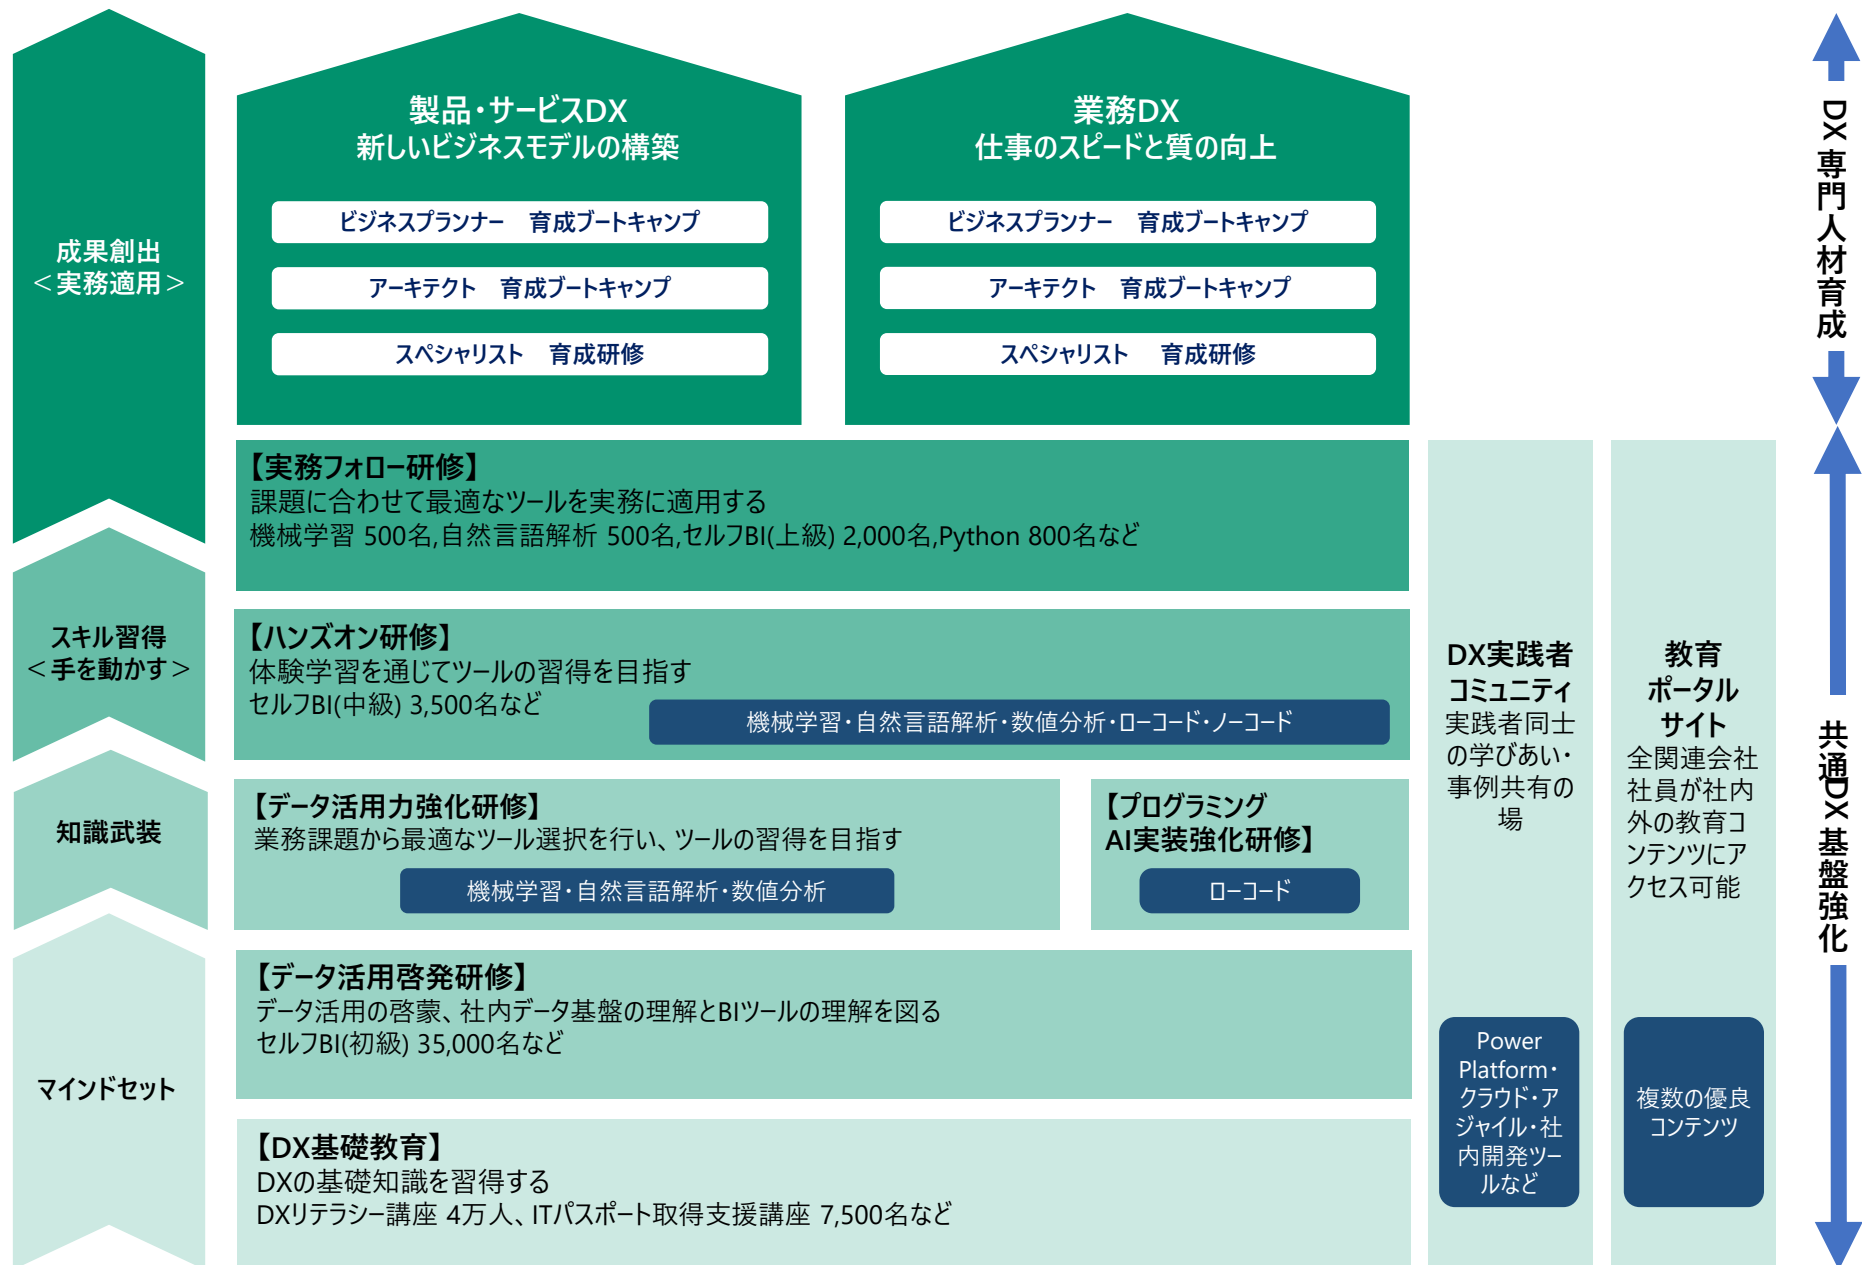 成果創出
＜実務適用＞
スキル習得
＜手を動かす＞
知識武装
マインドセット
製品・サービスDX
新しいビジネスモデルの構築
ビジネスプランナー　育成ブートキャンプ
アーキテクト　育成ブートキャンプ
スペシャリスト　育成研修
業務DX
仕事のスピードと質の向上
ビジネスプランナー　育成ブートキャンプ
アーキテクト　育成ブートキャンプ
スペシャリスト　育成研修
【実務フォロー研修】
課題に合わせて最適なツールを実務に適用する
機械学習 500名,自然言語解析 500名,セルフBI(上級) 2,000名,Python 800名など
【ハンズオン研修】
体験学習を通じてツールの習得を目指す
セルフBI(中級) 3,500名など
機械学習・自然言語解析・数値分析・ローコード・ノーコード
【データ活用力強化研修】
業務課題から最適なツール選択を行い、ツールの習得を目指す
機械学習・自然言語解析・数値分析
【プログラミング
AI実装強化研修】
ローコード
【データ活用啓発研修】
データ活用の啓蒙、社内データ基盤の理解とBIツールの理解を図る
セルフBI(初級) 35,000名など
【DX基礎教育】
DXの基礎知識を習得する
DXリテラシー講座 4万人、ITパスポート取得支援講座 7,500名など
DX実践者
コミュニティ
実践者同士
の学びあい・
事例共有の
場
Power
Platform・
クラウド・ア
ジャイル・社
内開発ツー
ルなど
教育
ポータル
サイト
全関連会社
社員が社内
外の教育コ
ンテンツにア
クセス可能
複数の優良
コンテンツ
DX専門人材育成
共通DX基盤強化